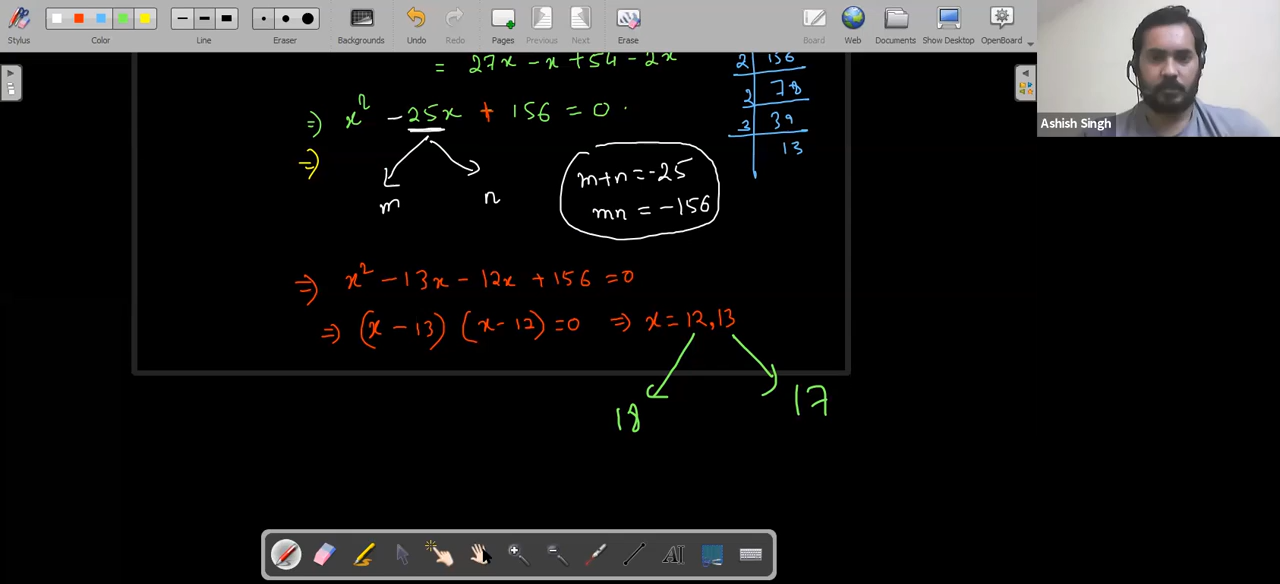 Stylus Color Line Eraser Backgrounds Undo Redo Pages Previous Next Erase Board Web Documents Show Desktop OpenBoard
Ashish Singh
= 27x - x + 54 - 2x
2 | 156
2 | 78
3 | 39
13
⇒ x² - 25x + 156 = 0
⇒
m n
m+n = -25
mn = -156
⇒ x² - 13x - 12x + 156 = 0
⇒ (x - 13) (x - 12) = 0 ⇒ x = 12, 13
18 17
AI